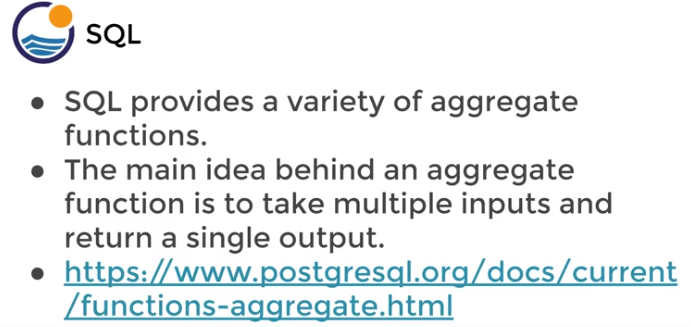 SQL
● SQL provides a variety of aggregate
functions.
● The main idea behind an aggregate
function is to take multiple inputs and
return a single output.
● https://www.postgresql.org/docs/current
/functions-aggregate.html